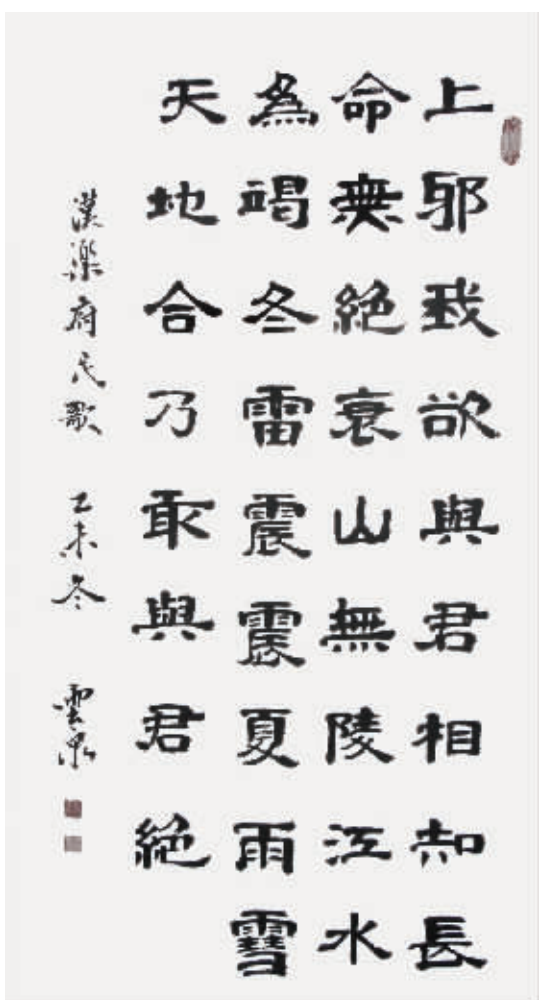 上邪我欲與君相知長
命無絕衰山無陵江水
為竭冬雷震震夏雨雪
天地合乃敢與君絕
漢樂府民歌 乙未冬 雲泉